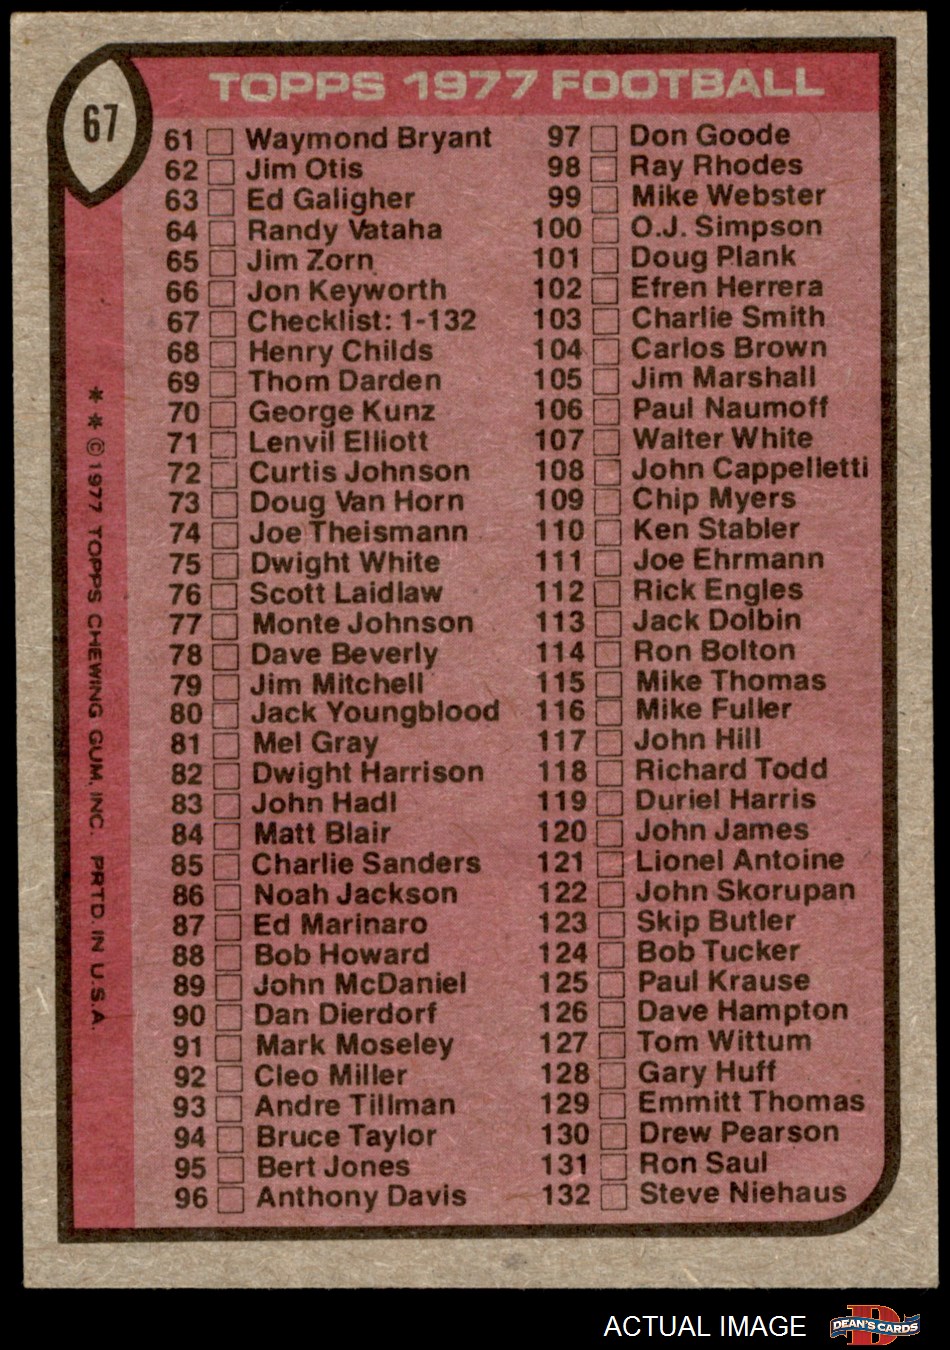 TOPPS 1977 FOOTBALL
67
61 Waymond Bryant
62 Jim Otis
63 Ed Galigher
64 Randy Vataha
65 Jim Zorn
66 Jon Keyworth
67 Checklist: 1-132
68 Henry Childs
69 Thom Darden
70 George Kunz
71 Lenvil Elliott
72 Curtis Johnson
73 Doug Van Horn
74 Joe Theismann
75 Dwight White
76 Scott Laidlaw
77 Monte Johnson
78 Dave Beverly
79 Jim Mitchell
80 Jack Youngblood
81 Mel Gray
82 Dwight Harrison
83 John Hadl
84 Matt Blair
85 Charlie Sanders
86 Noah Jackson
87 Ed Marinaro
88 Bob Howard
89 John McDaniel
90 Dan Dierdorf
91 Mark Moseley
92 Cleo Miller
93 Andre Tillman
94 Bruce Taylor
95 Bert Jones
96 Anthony Davis
97 Don Goode
98 Ray Rhodes
99 Mike Webster
100 O.J. Simpson
101 Doug Plank
102 Efren Herrera
103 Charlie Smith
104 Carlos Brown
105 Jim Marshall
106 Paul Naumoff
107 Walter White
108 John Cappelletti
109 Chip Myers
110 Ken Stabler
111 Joe Ehrmann
112 Rick Engles
113 Jack Dolbin
114 Ron Bolton
115 Mike Thomas
116 Mike Fuller
117 John Hill
118 Richard Todd
119 Duriel Harris
120 John James
121 Lionel Antoine
122 John Skorupan
123 Skip Butler
124 Bob Tucker
125 Paul Krause
126 Dave Hampton
127 Tom Wittum
128 Gary Huff
129 Emmitt Thomas
130 Drew Pearson
131 Ron Saul
132 Steve Niehaus
* * © 1977 TOPPS CHEWING GUM, INC. PRTD. IN U.S.A.
ACTUAL IMAGE
D
DEAN'S CARDS